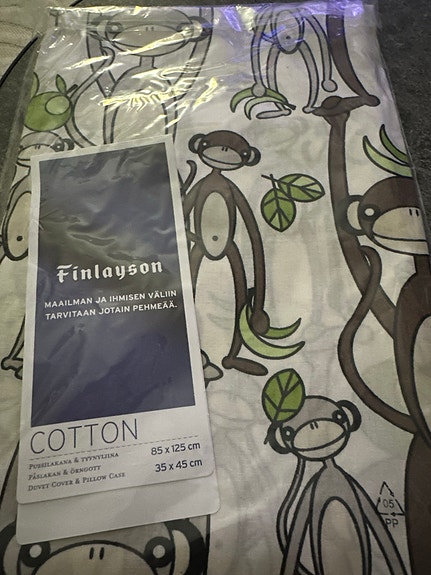 Finlayson
MAAILMAN JA IHMISEN VÄLIIN
TARVITAAN JOTAIN PEHMEÄÄ.
COTTON
PUSSILAKANA & TYYNYLIINA 85 x 125 cm
PÅSLAKAN & ÖRNGOTT 35 x 45 cm
DUVET COVER & PILLOW CASE
05
PP